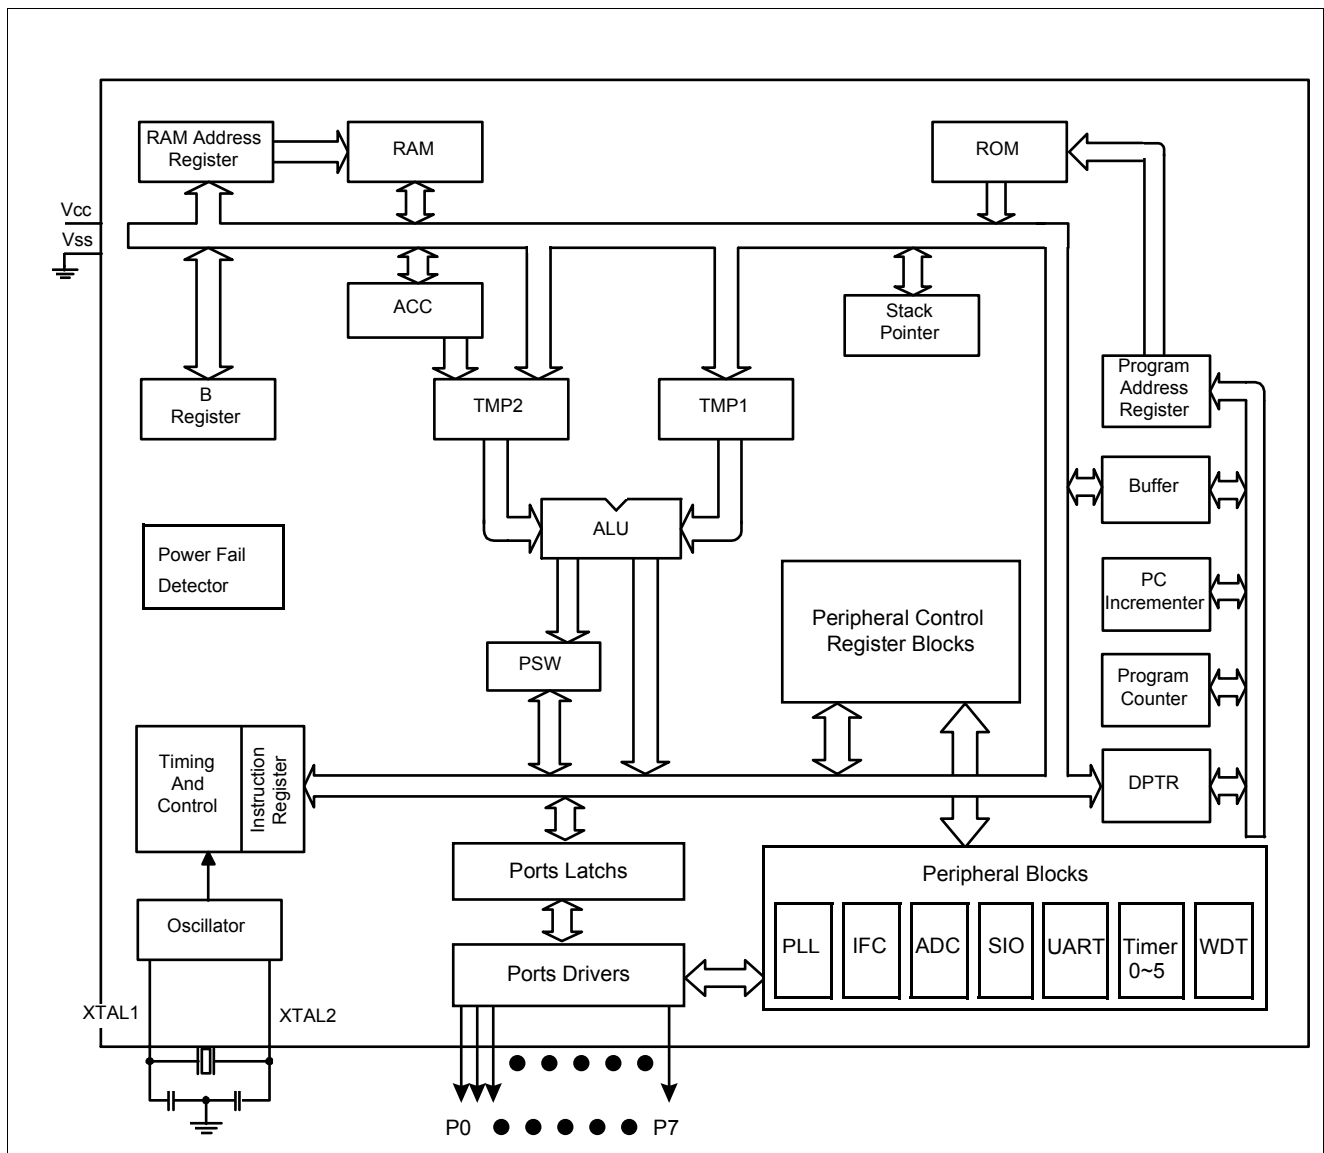 RAM Address
Register
RAM
ROM
Vcc
Vss
ACC
Stack
Pointer
B
Register
TMP2
TMP1
Program
Address
Register
Buffer
ALU
Power Fail
Detector
PC
Incrementer
Peripheral Control
Register Blocks
PSW
Program
Counter
Timing
And
Control
Instruction
Register
DPTR
Ports Latchs
Peripheral Blocks
Oscillator
PLL
IFC
ADC
SIO
UART
Timer
0~5
WDT
Ports Drivers
XTAL1
XTAL2
P0
P7